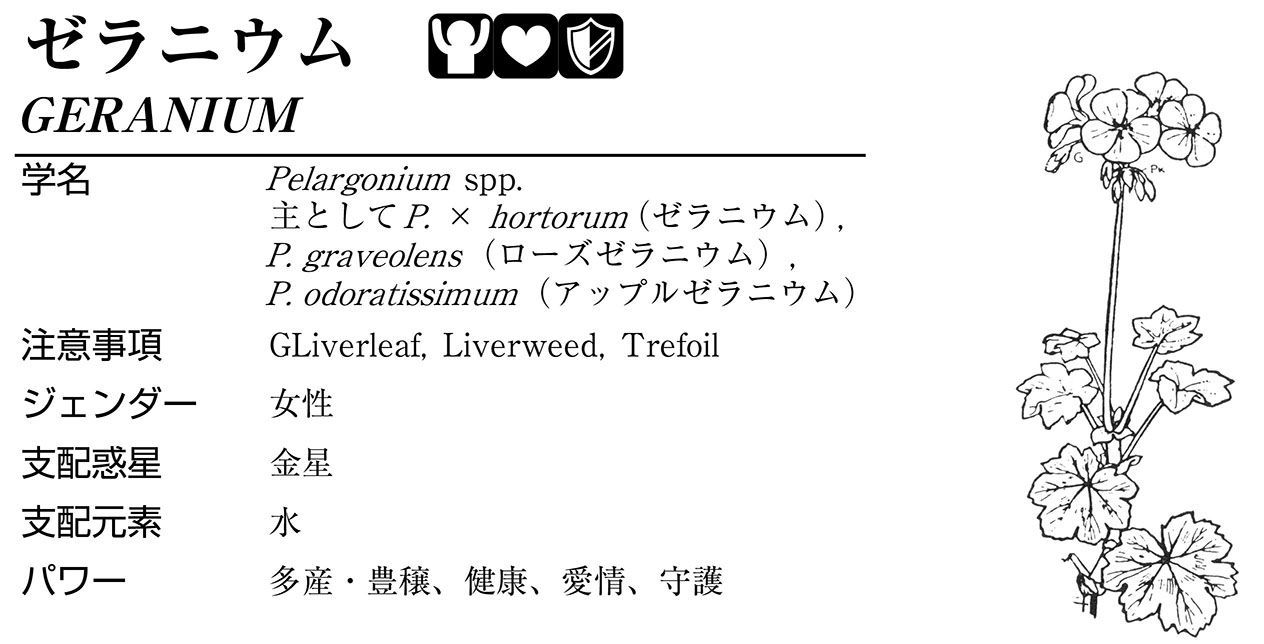 ゼラニウム
GERANIUM
学名 Pelargonium spp.
主として P. × hortorum (ゼラニウム) ,
P. graveolens (ローズゼラニウム) ,
P. odoratissimum (アップルゼラニウム)
注意事項 GLiverleaf, Liverweed, Trefoil
ジェンダー 女性
支配惑星 金星
支配元素 水
パワー 多産・豊穣、健康、愛情、守護
G
PK